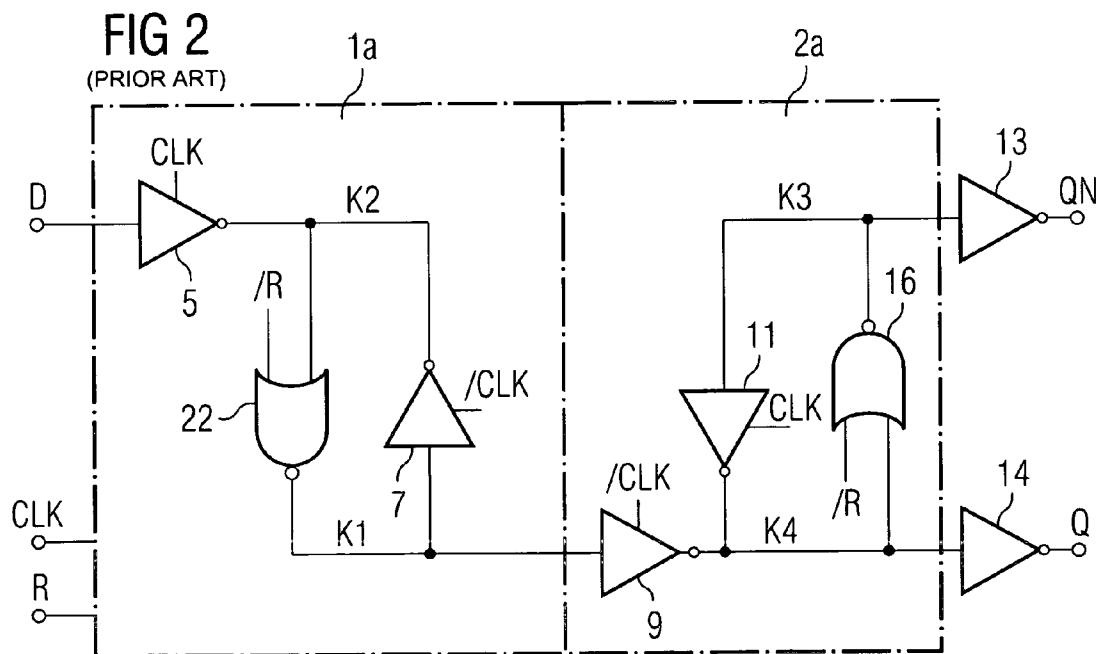 FIG 2
(PRIOR ART)
1a
2a
CLK
D
5
K2
/R
22
7
/CLK
K1
CLK
R
K3
11
CLK
16
/R
/CLK
9
K4
13
QN
14
Q